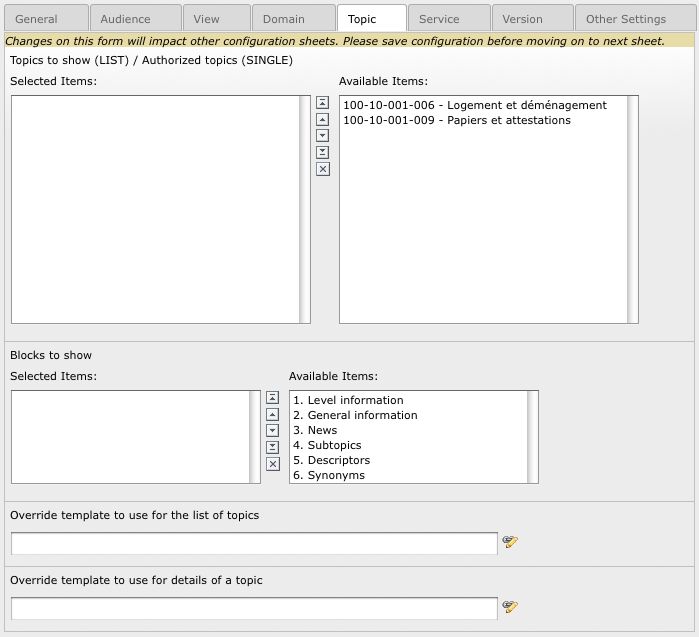 General Audience View Domain Topic Service Version Other Settings
Changes on this form will impact other configuration sheets. Please save configuration before moving on to next sheet.
Topics to show (LIST) / Authorized topics (SINGLE)
Selected Items: Available Items:
100-10-001-006 - Logement et déménagement
100-10-001-009 - Papiers et attestations
Blocks to show
Selected Items: Available Items:
1. Level information
2. General information
3. News
4. Subtopics
5. Descriptors
6. Synonyms
Override template to use for the list of topics
Override template to use for details of a topic